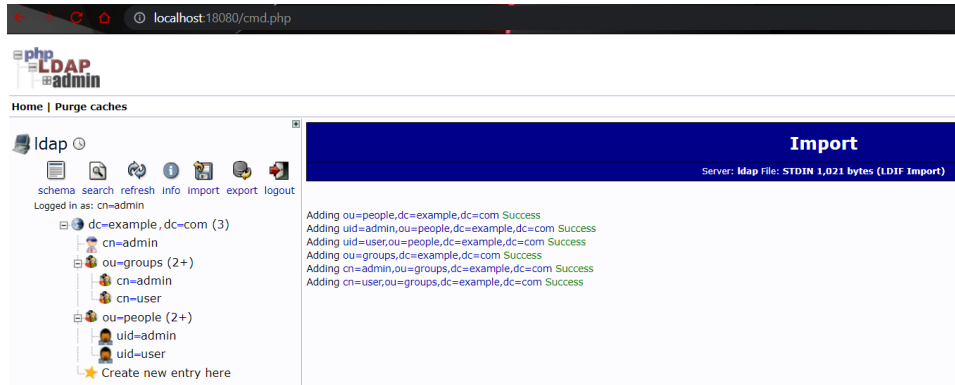 localhost:18080/cmd.php
php
LDAP
admin
Home | Purge caches
ldap
schema search refresh info import export logout
Logged in as: cn=admin
dc=example,dc=com (3)
cn=admin
ou=groups (2+)
cn=admin
cn=user
ou=people (2+)
uid=admin
uid=user
Create new entry here
Import
Server: ldap File: STDIN 1,021 bytes (LDIF Import)
Adding ou=people,dc=example,dc=com Success
Adding uid=admin,ou=people,dc=example,dc=com Success
Adding uid=user,ou=people,dc=example,dc=com Success
Adding ou=groups,dc=example,dc=com Success
Adding cn=admin,ou=groups,dc=example,dc=com Success
Adding cn=user,ou=groups,dc=example,dc=com Success